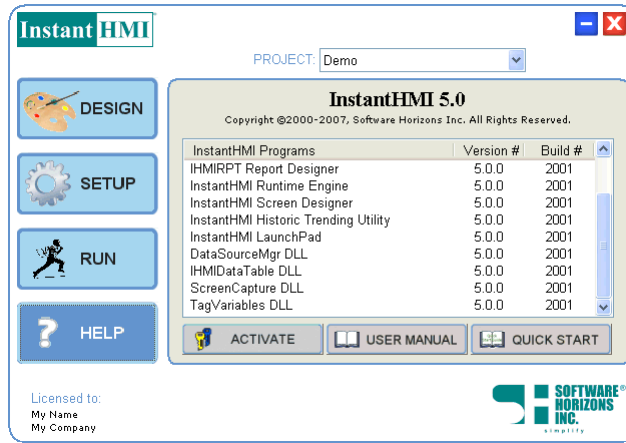 Instant HMI
PROJECT: Demo
DESIGN
SETUP
RUN
HELP
InstantHMI 5.0
Copyright @2000-2007, Software Horizons Inc. All Rights Reserved.
InstantHMI Programs Version # Build #
IHMIRPT Report Designer 5.0.0 2001
InstantHMI Runtime Engine 5.0.0 2001
InstantHMI Screen Designer 5.0.0 2001
InstantHMI Historic Trending Utility 5.0.0 2001
InstantHMI LaunchPad 5.0.0 2001
DataSourceMgr DLL 5.0.0 2001
IHMIDataTable DLL 5.0.0 2001
ScreenCapture DLL 5.0.0 2001
TagVariables DLL 5.0.0 2001
ACTIVATE
USER MANUAL
QUICK START
Licensed to:
My Name
My Company
SOFTWARE®
HORIZONS
INC.
simplify